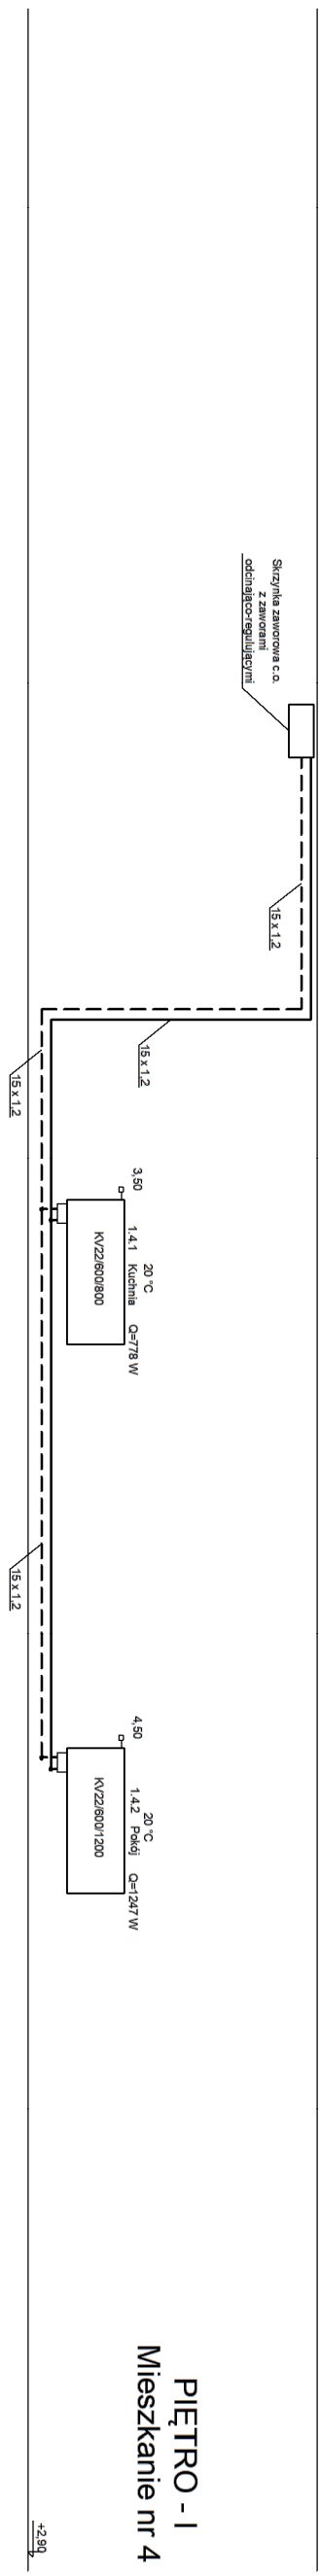 Skrzynka zaworowa c.o.
z zaworami
odcinająco-regulującymi
15 x 1,2
15 x 1,2
15 x 1,2
3,50
20 °C
1.4.1 Kuchnia Q=778 W
KV22/600/800
15 x 1,2
4,50
20 °C
1.4.2 Pokój Q=1247 W
KV22/600/1200
PIĘTRO - I
Mieszkanie nr 4
+2,90